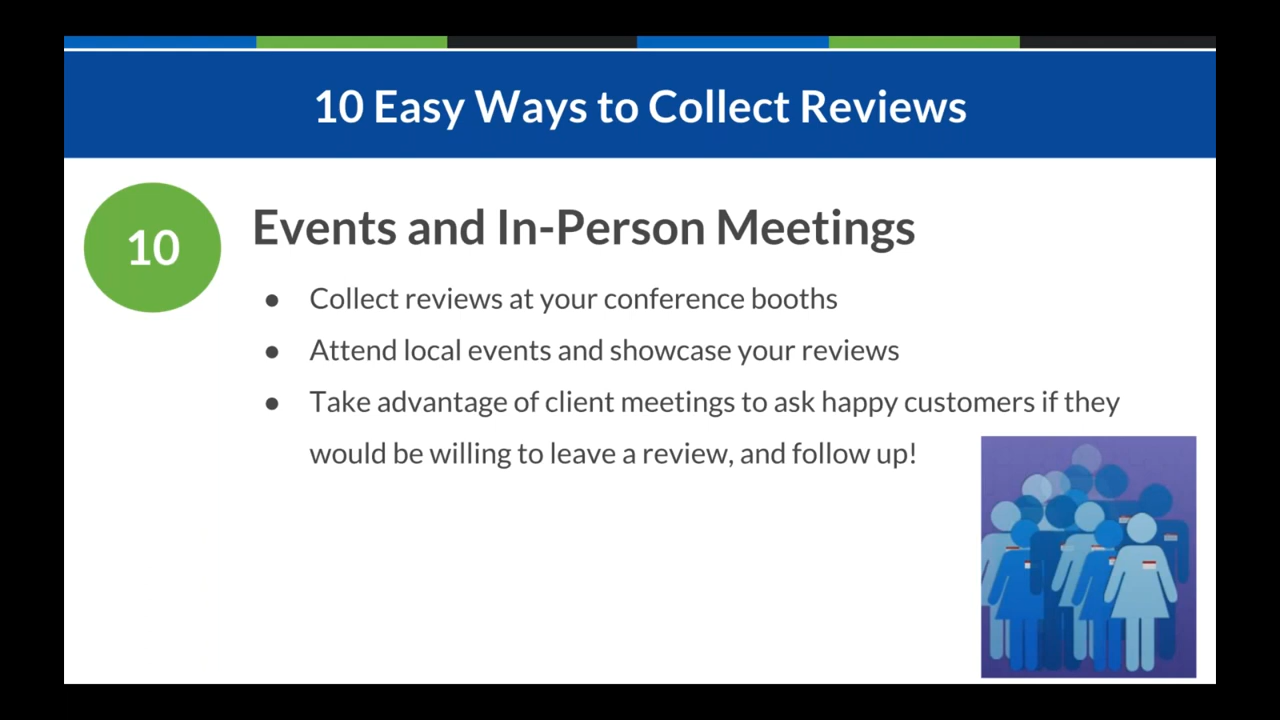 10 Easy Ways to Collect Reviews
10
Events and In-Person Meetings
● Collect reviews at your conference booths
● Attend local events and showcase your reviews
● Take advantage of client meetings to ask happy customers if they
would be willing to leave a review, and follow up!